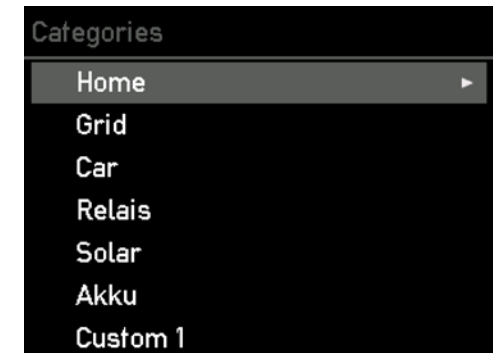 Categories
Home
Grid
Car
Relais
Solar
Akku
Custom 1